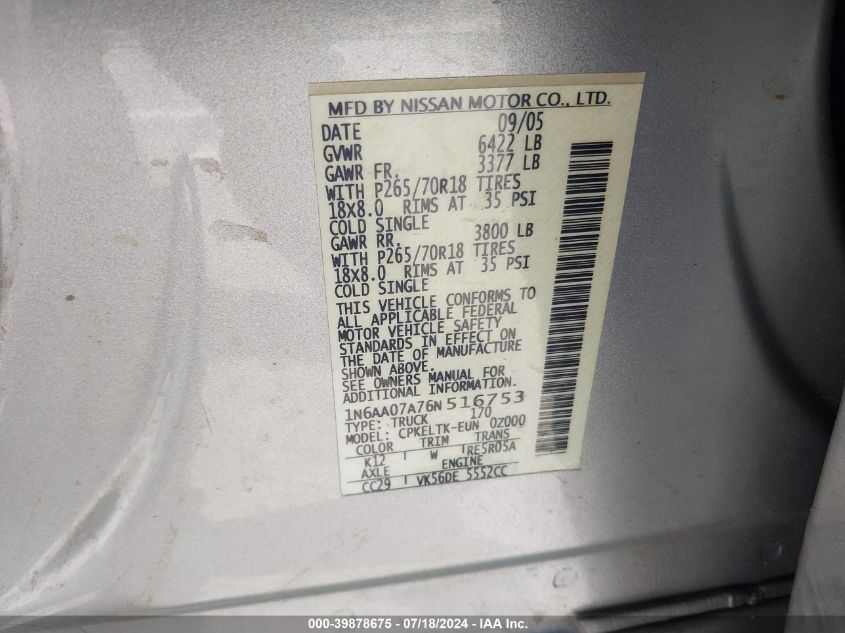 MFD BY NISSAN MOTOR CO., LTD.
DATE 09/05
GVWR 6422 LB
GAWR FR. 3377 LB
WITH P265/70R18 TIRES
18X8.0 RIMS AT 35 PSI
COLD SINGLE
GAWR RR. 3800 LB
WITH P265/70R18 TIRES
18X8.0 RIMS AT 35 PSI
COLD SINGLE
THIS VEHICLE CONFORMS TO
ALL APPLICABLE FEDERAL
MOTOR VEHICLE SAFETY
STANDARDS IN EFFECT ON
THE DATE OF MANUFACTURE
SHOWN ABOVE.
SEE OWNERS MANUAL FOR
ADDITIONAL INFORMATION.
1N6AA07A76N516753
TYPE: TRUCK 170
MODEL: CPKELTK-EUN 0Z000
COLOR TRIM TRANS
K12 W RE5R05A
AXLE ENGINE
CC29 VK56DE 5552CC
000-39878675 - 07/18/2024 - IAA Inc.